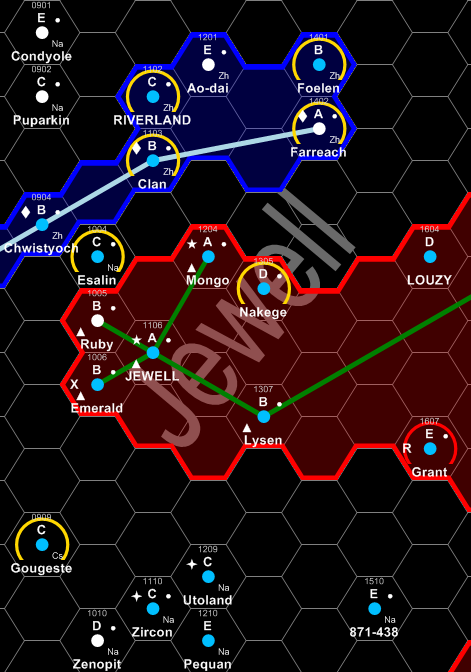 0901
E
Na
Condyole
0902
C
Na
Puparkin
1102
C
Zh
RIVERLAND
1201
E
Zh
Ao-dai
1401
B
Zh
Foelen
1402
A
Zh
Farreach
1103
B
Zh
Clan
0904
B
Zh
Chwistyoch
1004
C
Na
Esalin
1204
A
Mongo
1305
D
Nakege
1604
D
LOUZY
Jewell
1005
B
Ruby
1106
A
JEWELL
1006
B
X
Emerald
1307
B
Lysen
1607
E
R
Grant
0909
C
Cs
Gougeste
1209
C
Na
Utoland
1110
C
Na
Zircon
1010
D
Na
Zenopit
1210
E
Na
Pequan
1510
E
Na
871-438